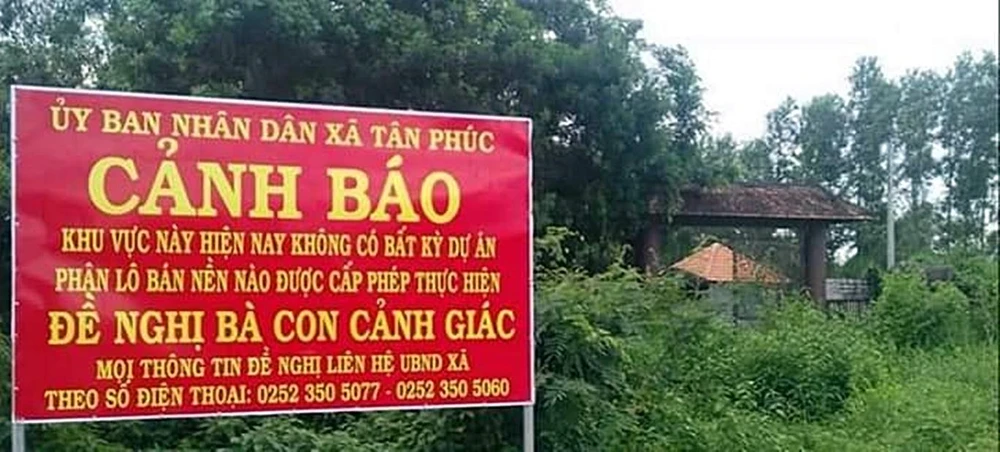 ỦY BAN NHÂN DÂN XÃ TÂN PHÚC
CẢNH BÁO
KHU VỰC NÀY HIỆN NAY KHÔNG CÓ BẤT KỲ DỰ ÁN
PHÂN LÔ BÁN NỀN NÀO ĐƯỢC CẤP PHÉP THỰC HIỆN
ĐỀ NGHỊ BÀ CON CẢNH GIÁC
MỌI THÔNG TIN ĐỀ NGHỊ LIÊN HỆ UBND XÃ
THEO SỐ ĐIỆN THOẠI: 0252 350 5077 - 0252 350 5060